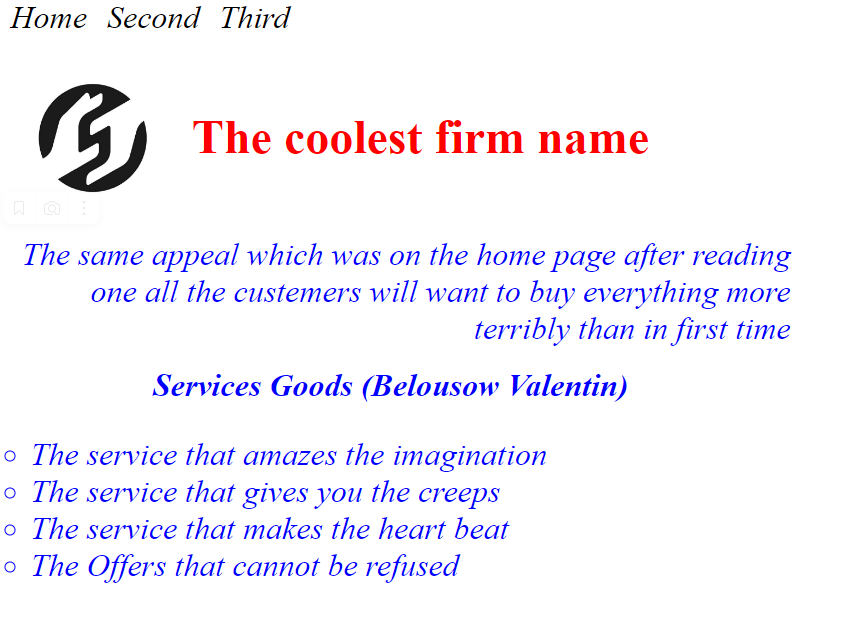 Home Second Third
The coolest firm name
The same appeal which was on the home page after reading
one all the custemers will want to buy everything more
terribly than in first time
Services Goods (Belousow Valentin)
The service that amazes the imagination
The service that gives you the creeps
The service that makes the heart beat
The Offers that cannot be refused